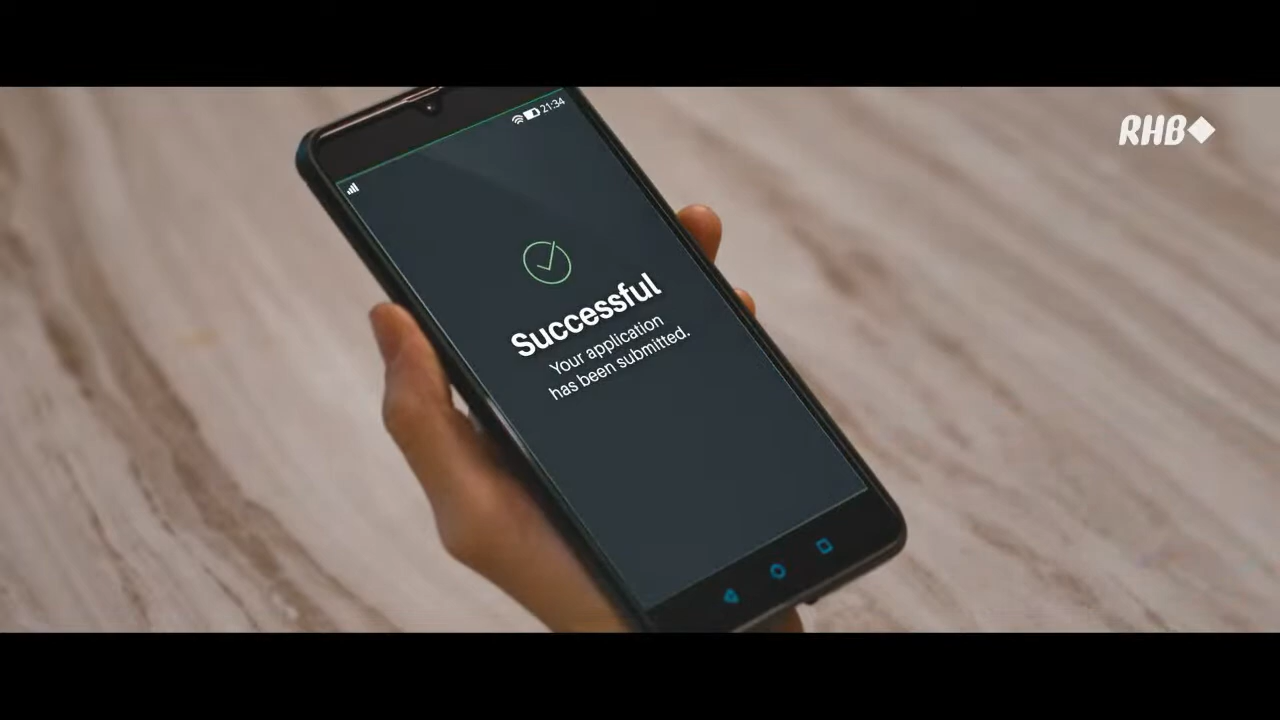 RHB
21:34
Successful
Your application
has been submitted.